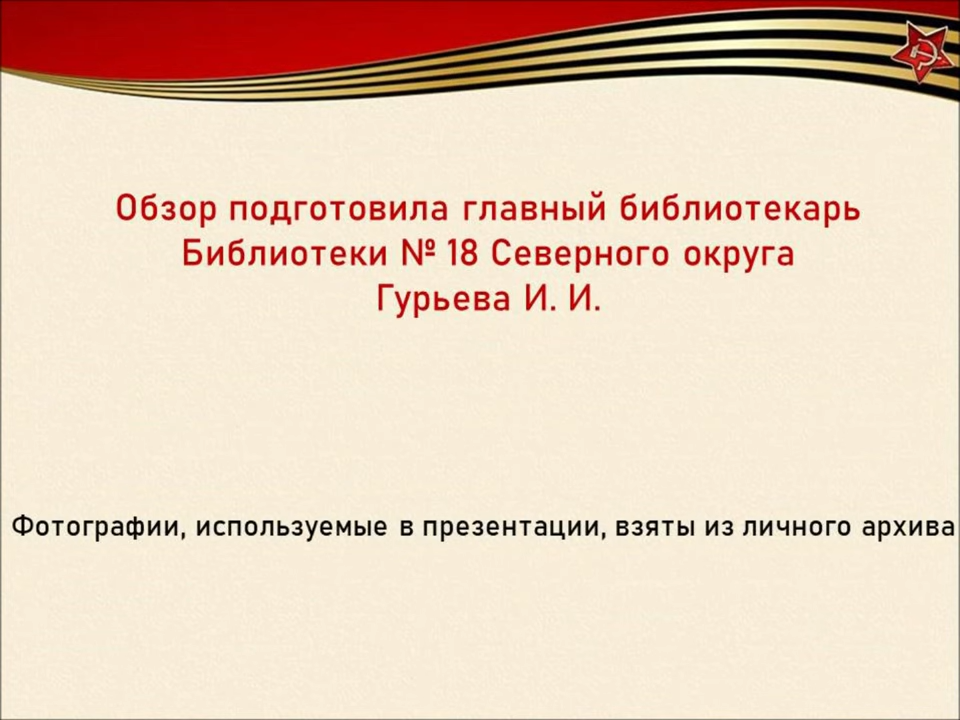 Обзор подготовила главный библиотекарь
Библиотеки № 18 Северного округа
Гурьева И. И.
Фотографии, используемые в презентации, взяты из личного архива